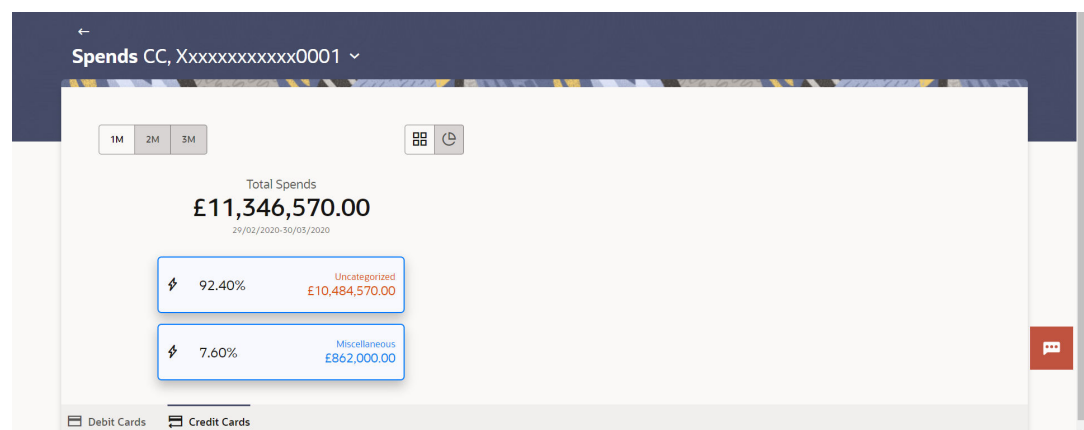 ←
Spends CC, Xxxxxxxxxxxx0001
1M 2M 3M
Total Spends
£11,346,570.00
29/02/2020-30/03/2020
92.40%
Uncategorized
£10,484,570.00
7.60%
Miscellaneous
£862,000.00
Debit Cards Credit Cards